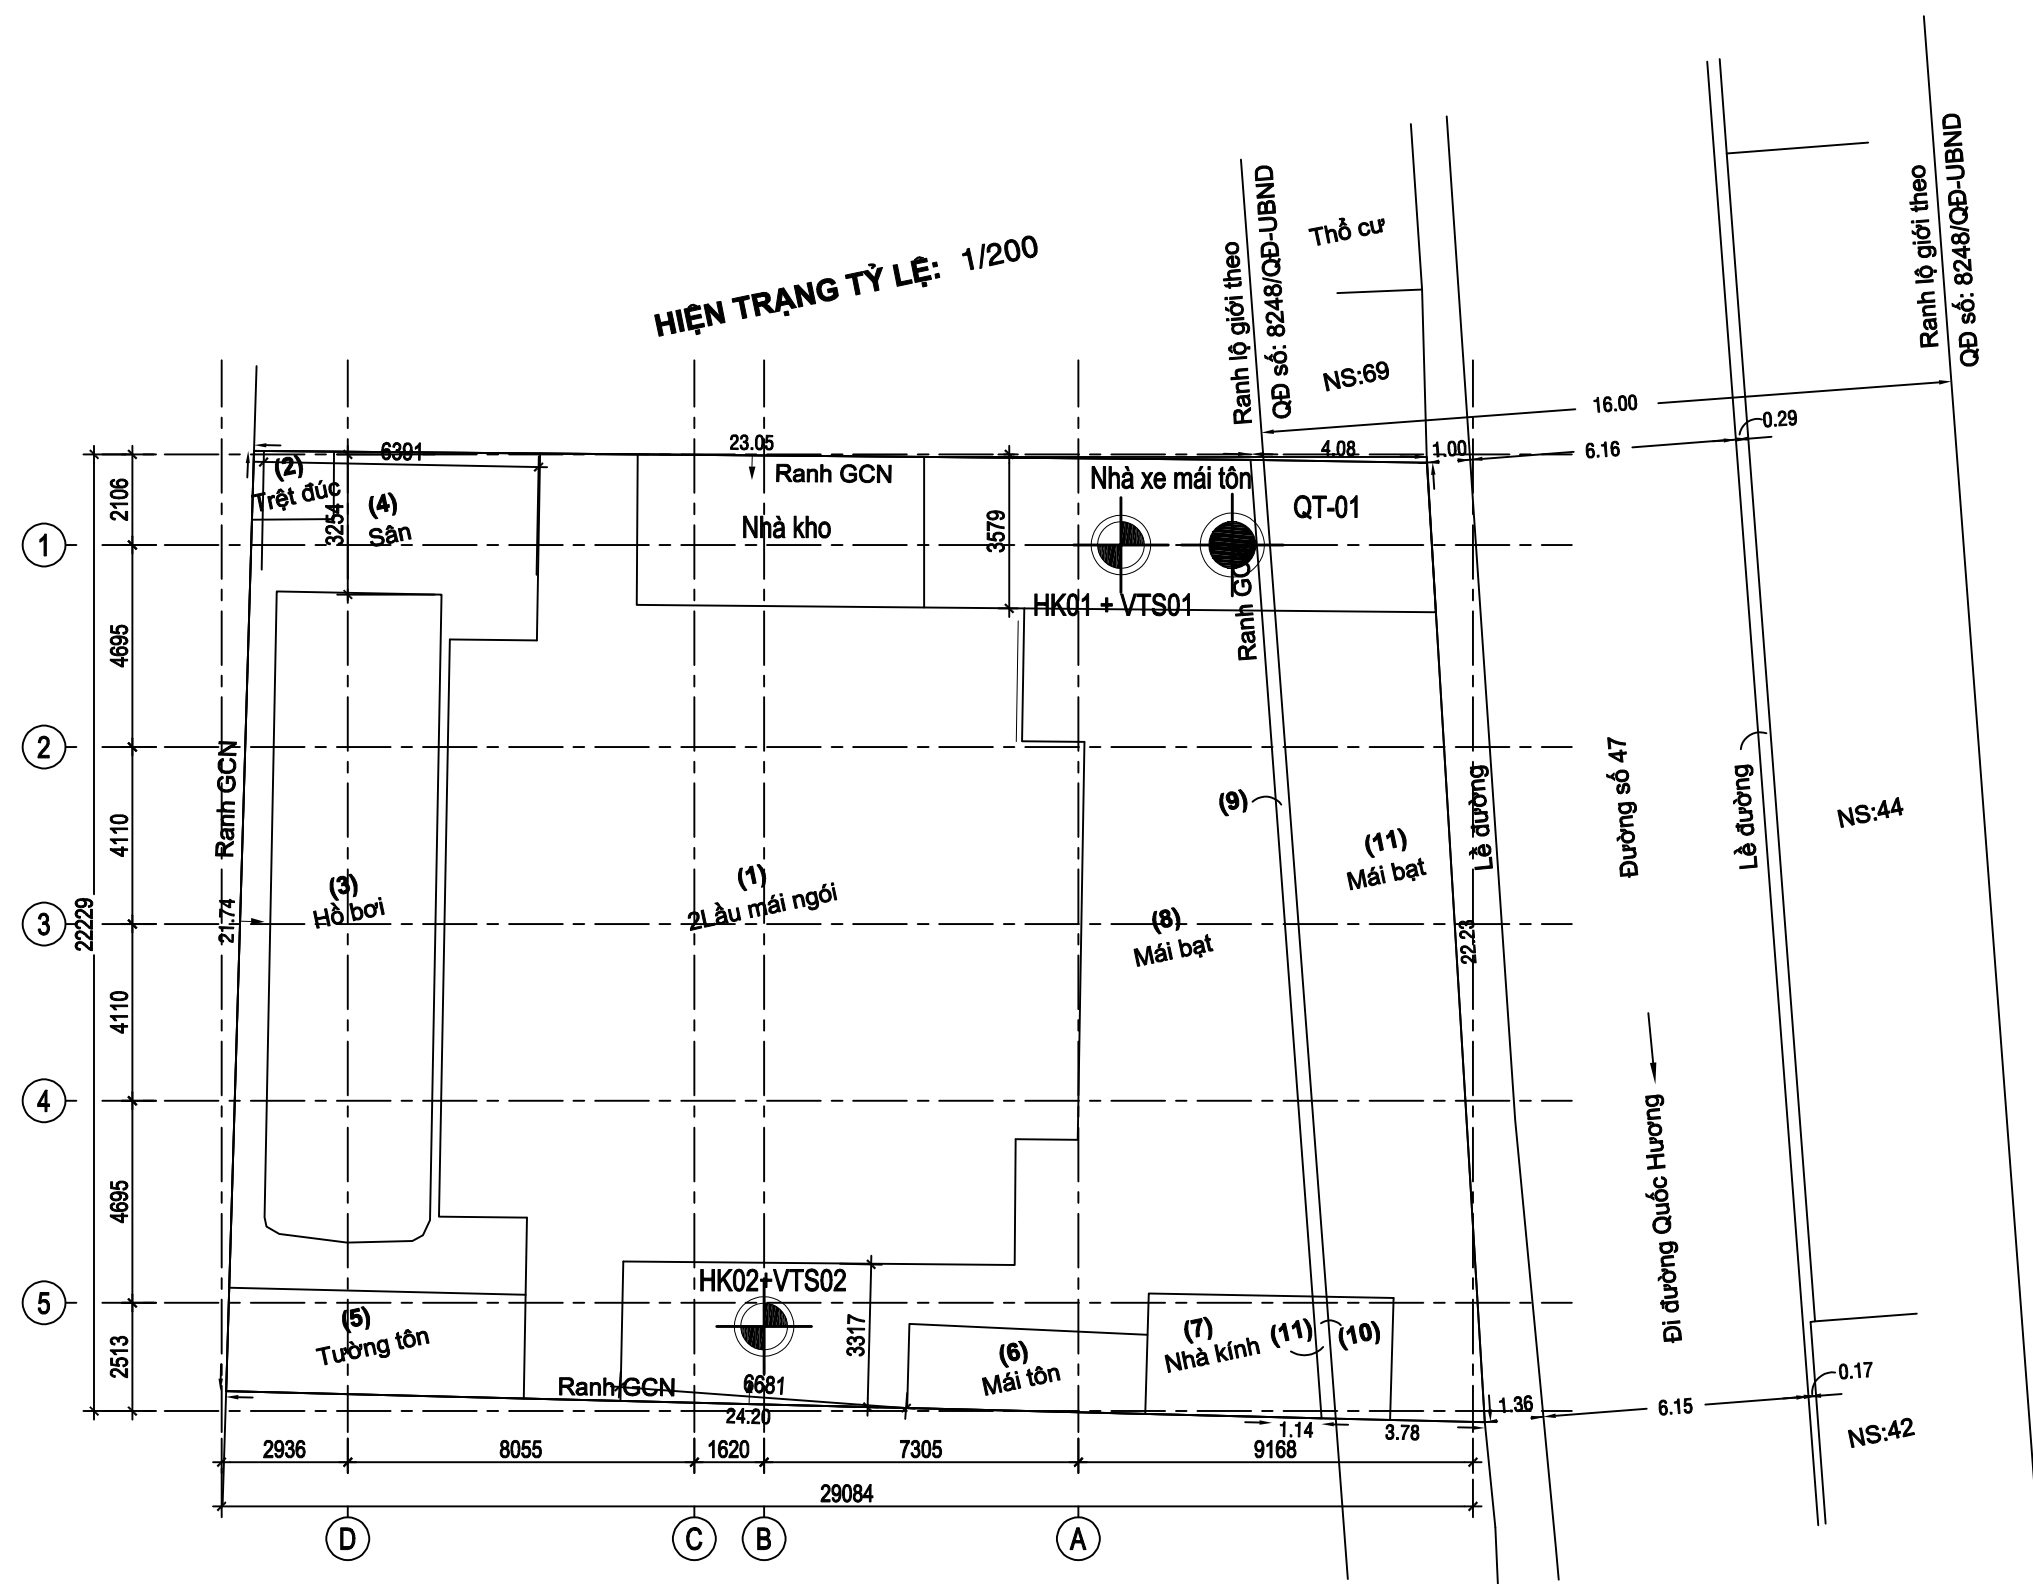 HIỆN TRẠNG TỶ LỆ: 1/200
Ranh lộ giới theo
QĐ số: 8248/QĐ-UBND
Thổ cư
NS:69
Ranh lộ giới theo
QĐ số: 8248/QĐ-UBND
16.00
0.29
6.16
1.00
4.08
23.05
6391
Ranh GCN
(2)
Trệt đúc
(4)
Sân
3254
Nhà kho
3579
Nhà xe mái tôn
QT-01
HK01 + VTS01
Ranh GCN
2106
4695
4110
4110
4695
2513
22229
1
2
3
4
5
Ranh GCN
21.74
(3)
Hồ bơi
(1)
2Lầu mái ngói
(8)
Mái bạt
(9)
(11)
Mái bạt
Lề đường
22.23
Đường số 47
Lề đường
NS:44
Đi đường Quốc Hương
HK02+VTS02
3317
(5)
Tường tôn
Ranh GCN
6681
24.20
(6)
Mái tôn
(7)
Nhà kính
(11)
(10)
1.14
3.78
1.36
6.15
0.17
NS:42
2936
8055
1620
7305
9168
29084
D
C
B
A